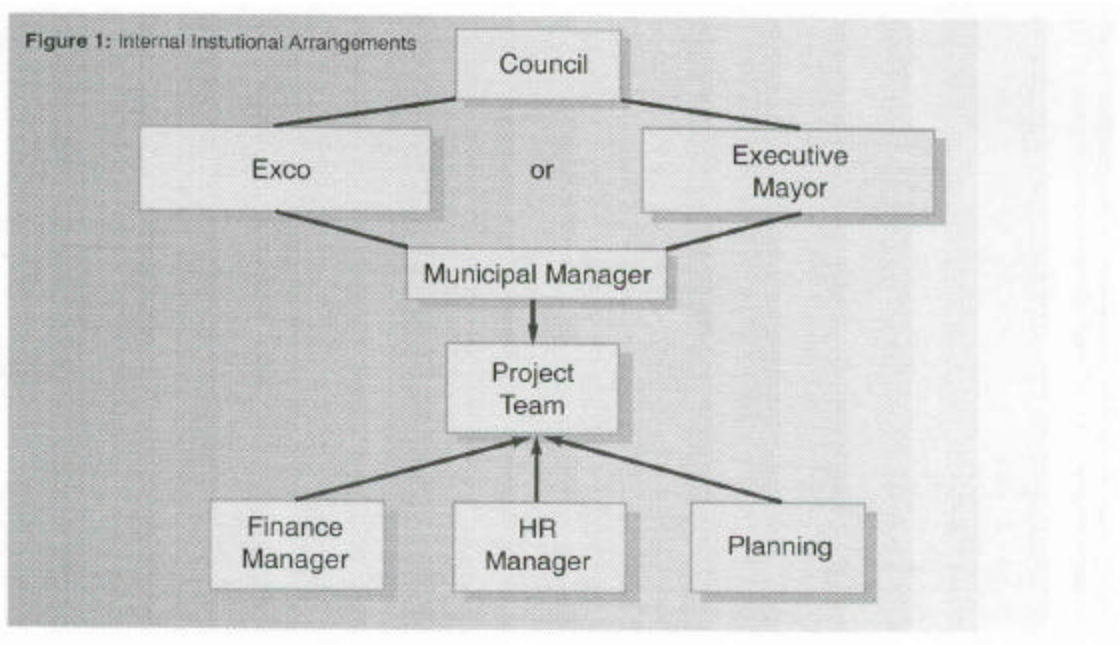 Figure 1: Internal Instutional Arrangements
Council
Exco
or
Executive
Mayor
Municipal Manager
Project
Team
Finance
Manager
HR
Manager
Planning